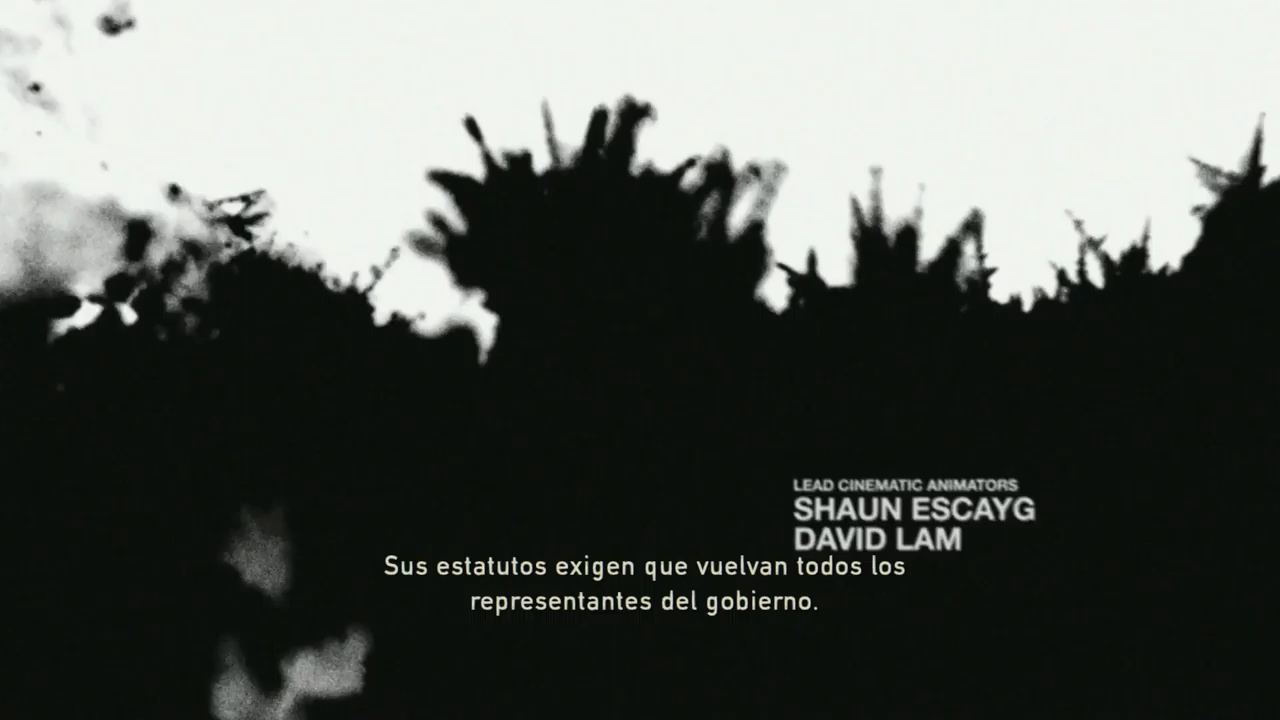 LEAD CINEMATIC ANIMATORS
SHAUN ESCAYG
DAVID LAM
Sus estatutos exigen que vuelvan todos los
representantes del gobierno.